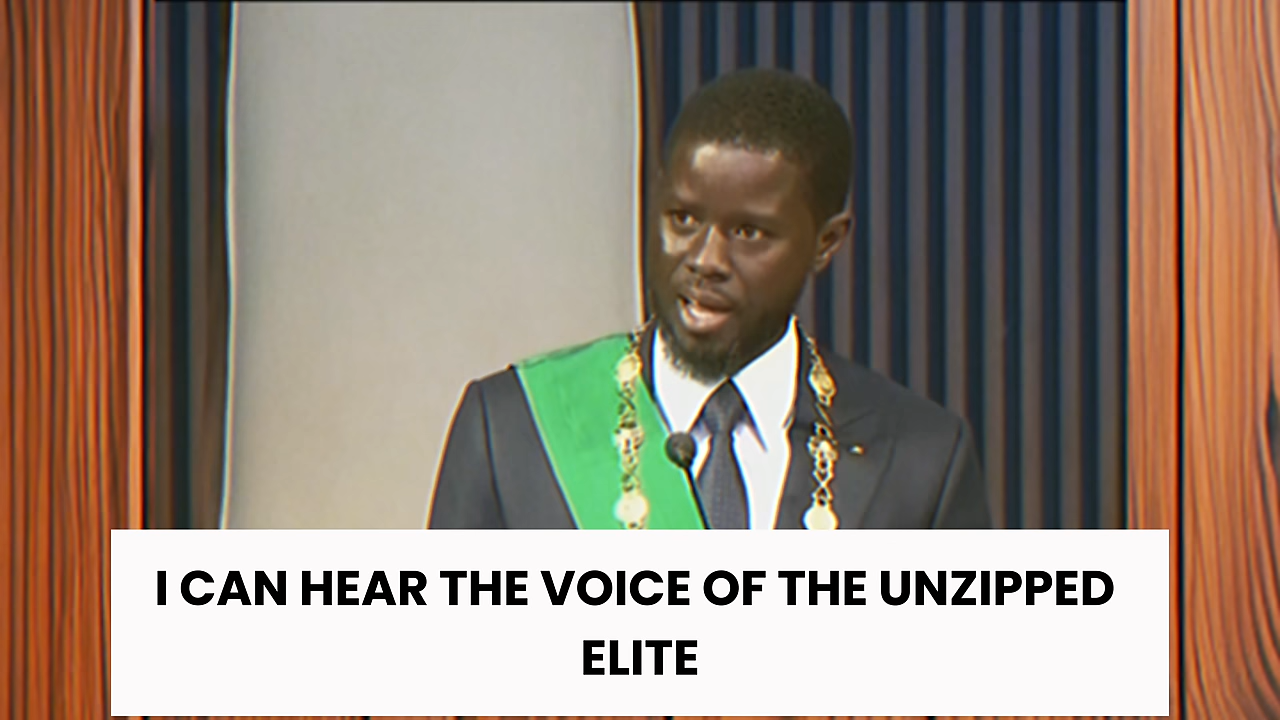 I CAN HEAR THE VOICE OF THE UNZIPPED
ELITE